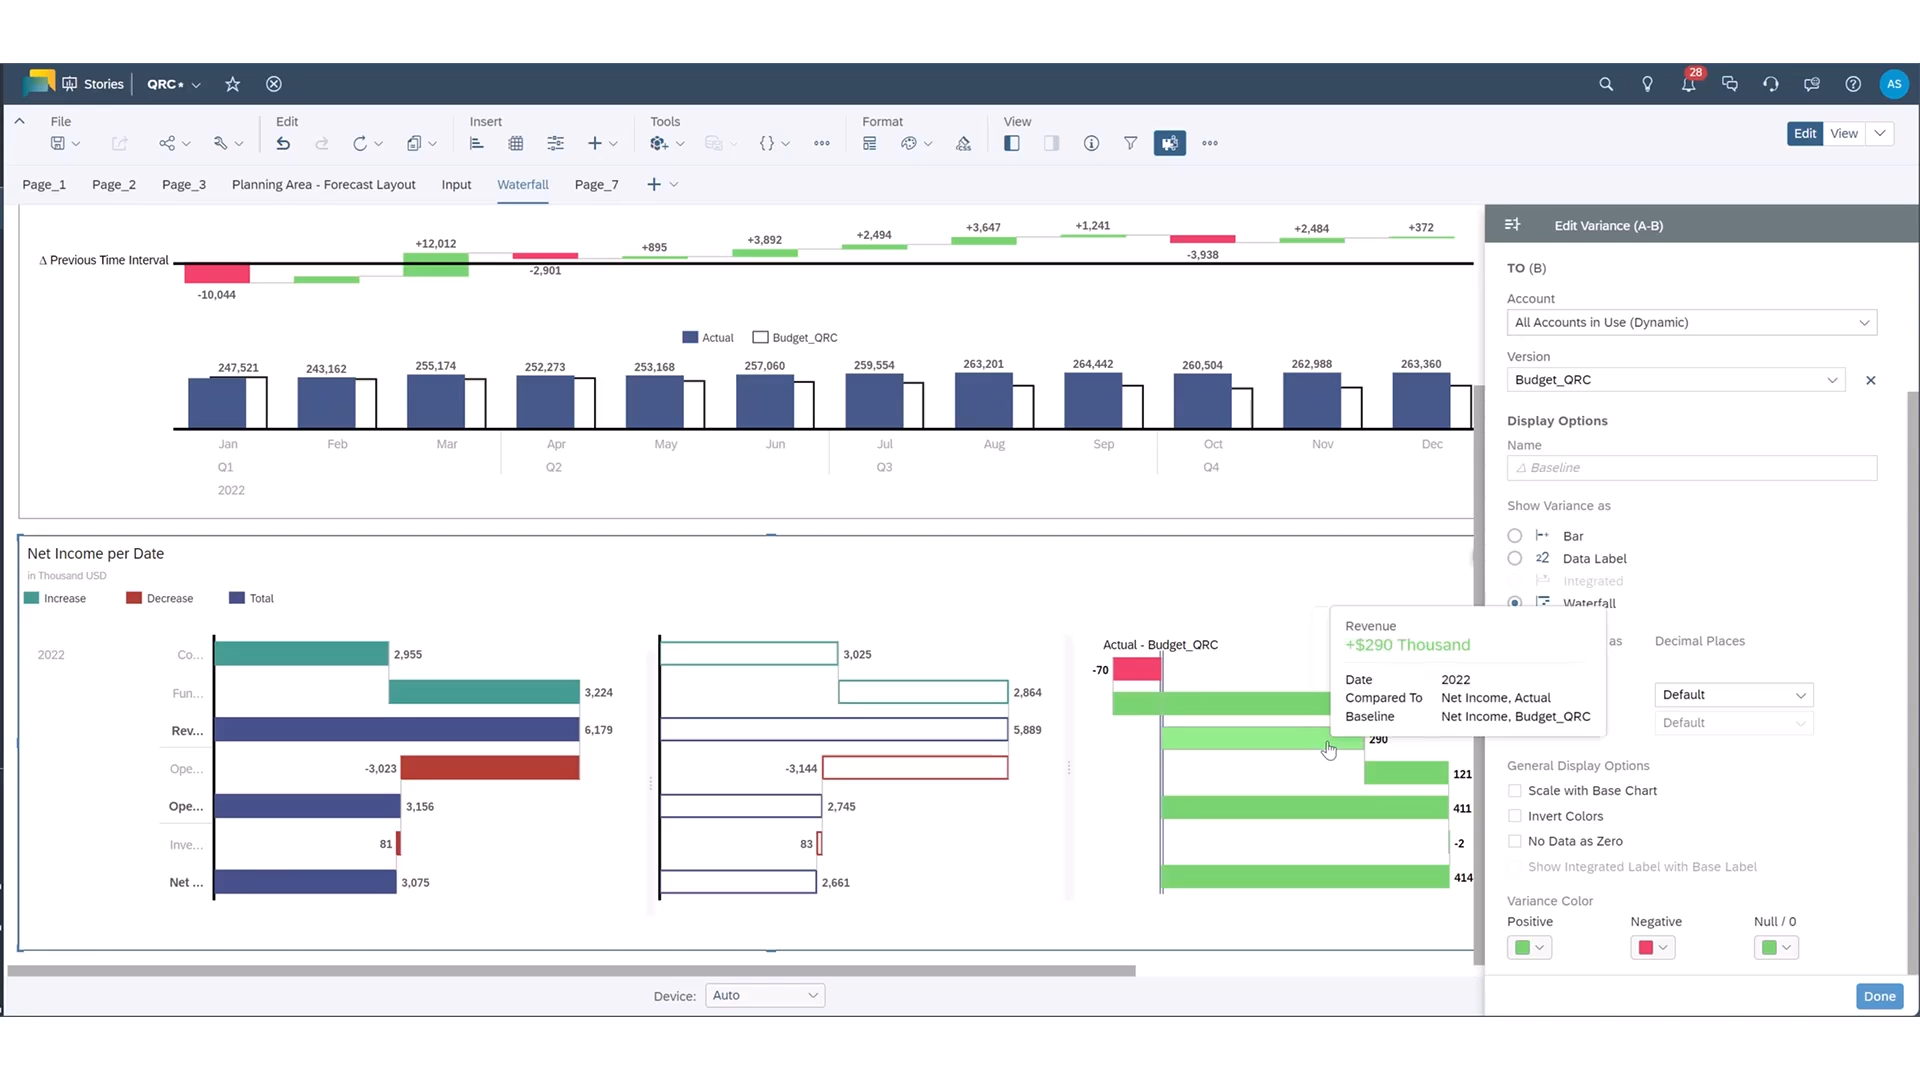 Stories QRC* 28 AS
File Edit Insert Tools Format View
Edit View
Page_1 Page_2 Page_3 Planning Area - Forecast Layout Input Waterfall Page_7
Δ Previous Time Interval
-10,044 +12,012 -2,901 +895 +3,892 +2,494 +3,647 +1,241 -3,938 +2,484 +372
Actual Budget_QRC
247,521 243,162 255,174 252,273 253,168 257,060 259,554 263,201 264,442 260,504 262,988 263,360
Jan Feb Mar Apr May Jun Jul Aug Sep Oct Nov Dec
Q1 Q2 Q3 Q4
2022
Net Income per Date
in Thousand USD
Increase Decrease Total
Actual - Budget_QRC
2022 Co... 2,955 3,025 -70
Fun... 3,224 2,864
Rev... 6,179 5,889 290
Ope... -3,023 -3,144 121
Ope... 3,156 2,745 411
Inve... 81 83 -2
Net ... 3,075 2,661 414
Revenue
+$290 Thousand
Date 2022
Compared To Net Income, Actual
Baseline Net Income, Budget_QRC
Device: Auto
Edit Variance (A-B)
TO (B)
Account
All Accounts in Use (Dynamic)
Version
Budget_QRC
Display Options
Name
△ Baseline
Show Variance as
Bar
22 Data Label
Integrated
Waterfall
as Decimal Places
Default
Default
General Display Options
Scale with Base Chart
Invert Colors
No Data as Zero
Show Integrated Label with Base Label
Variance Color
Positive Negative Null / 0
Done